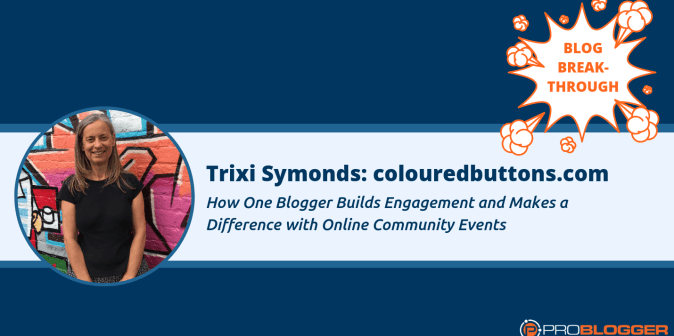 BLOG
BREAK-
THROUGH
Trixi Symonds: colouredbuttons.com
How One Blogger Builds Engagement and Makes a
Difference with Online Community Events
PROBLOGGER